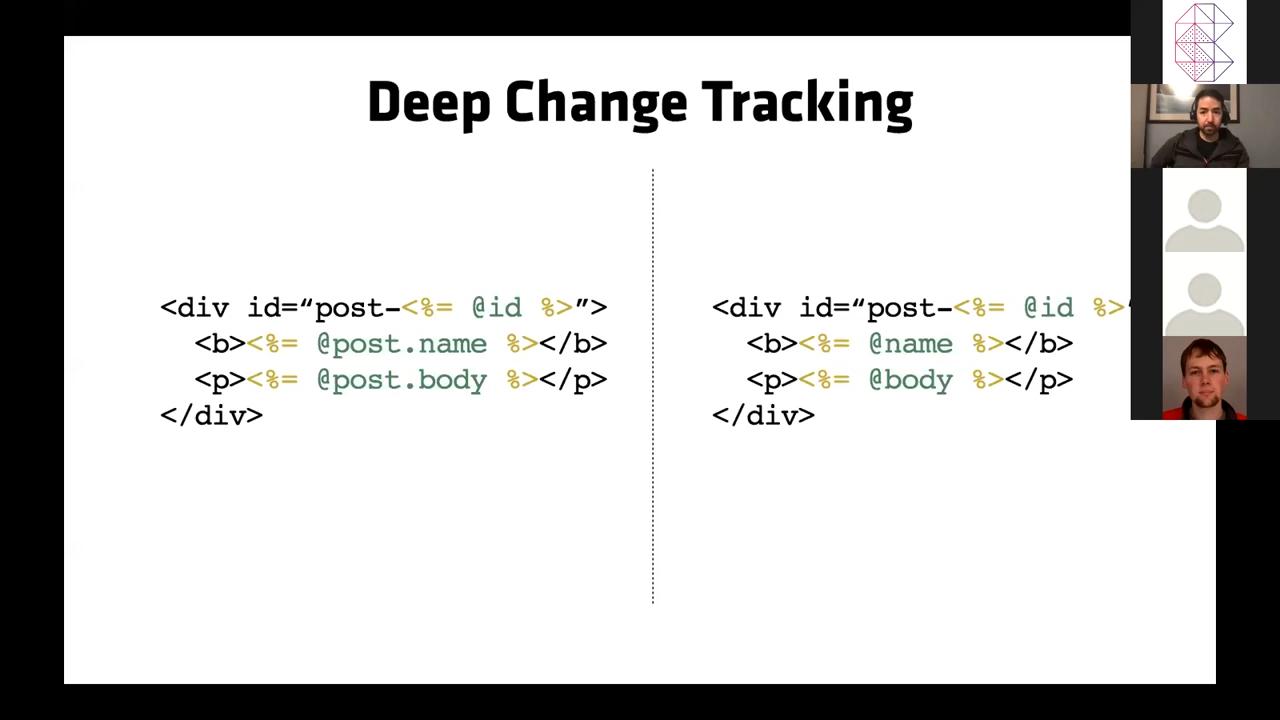 Deep Change Tracking
<div id=“post-<%= @id %>”>
  <b><%= @post.name %></b>
  <p><%= @post.body %></p>
</div>
<div id=“post-<%= @id %>”
  <b><%= @name %></b>
  <p><%= @body %></p>
</div>